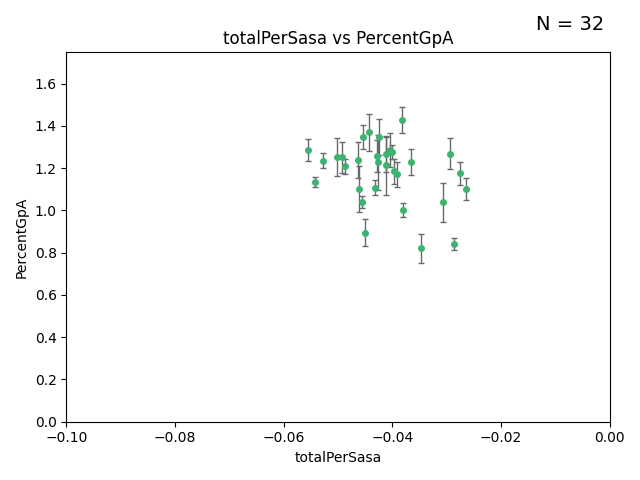 N = 32
totalPerSasa vs PercentGpA
1.6
1.4
1.2
1.0
0.8
0.6
0.4
0.2
0.0
PercentGpA
−0.10 −0.08 −0.06 −0.04 −0.02 0.00
totalPerSasa